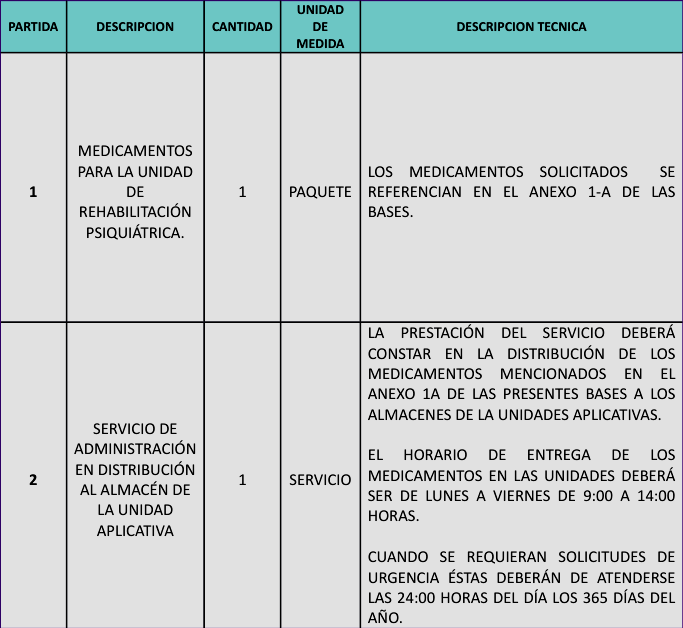 PARTIDA
DESCRIPCION
CANTIDAD
UNIDAD
DE
MEDIDA
DESCRIPCION TECNICA
1
MEDICAMENTOS
PARA LA UNIDAD
DE
REHABILITACIÓN
PSIQUIÁTRICA.
1
PAQUETE
LOS MEDICAMENTOS SOLICITADOS SE
REFERENCIAN EN EL ANEXO 1-A DE LAS
BASES.
2
SERVICIO DE
ADMINISTRACIÓN
EN DISTRIBUCIÓN
AL ALMACÉN DE
LA UNIDAD
APLICATIVA
1
SERVICIO
LA PRESTACIÓN DEL SERVICIO DEBERÁ
CONSTAR EN LA DISTRIBUCIÓN DE LOS
MEDICAMENTOS MENCIONADOS EN EL
ANEXO 1A DE LAS PRESENTES BASES A LOS
ALMACENES DE LA UNIDADES APLICATIVAS.
EL HORARIO DE ENTREGA DE LOS
MEDICAMENTOS EN LAS UNIDADES DEBERÁ
SER DE LUNES A VIERNES DE 9:00 A 14:00
HORAS.
CUANDO SE REQUIERAN SOLICITUDES DE
URGENCIA ÉSTAS DEBERÁN DE ATENDERSE
LAS 24:00 HORAS DEL DÍA LOS 365 DÍAS DEL
AÑO.